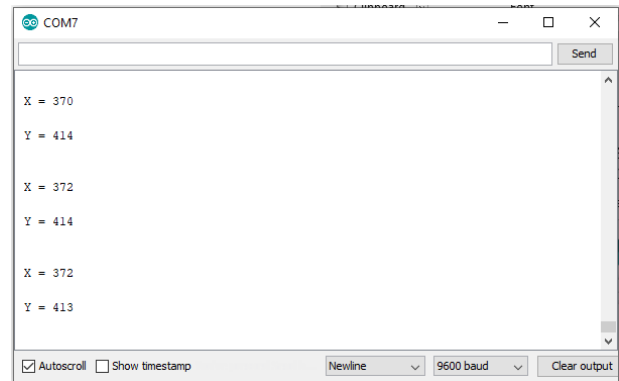 COM7
Send
X = 370
Y = 414
X = 372
Y = 414
X = 372
Y = 413
Autoscroll Show timestamp Newline 9600 baud Clear output